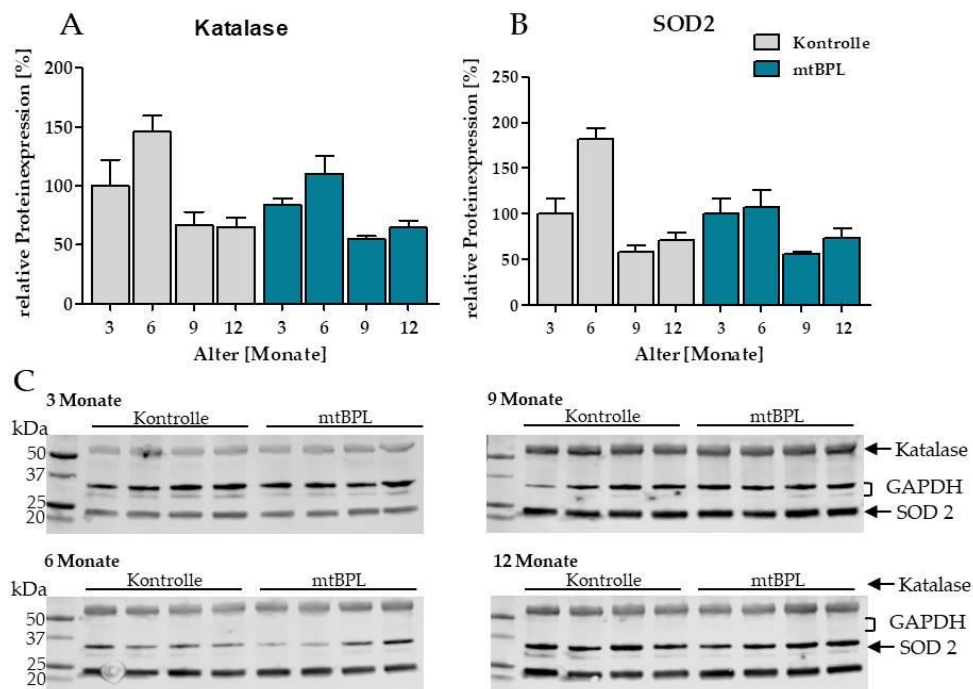 A
Katalase
relative Proteinexpression [%]
200
150
100
50
0
3 6 9 12 3 6 9 12
Alter [Monate]
B
SOD2
Kontrolle
mtBPL
relative Proteinexpression [%]
250
200
150
100
50
0
3 6 9 12 3 6 9 12
Alter [Monate]
C
3 Monate
Kontrolle mtBPL
kDa
50
37
25
20
9 Monate
Kontrolle mtBPL
Katalase
GAPDH
SOD 2
6 Monate
Kontrolle mtBPL
kDa
50
37
25
20
12 Monate
Kontrolle mtBPL
Katalase
GAPDH
SOD 2